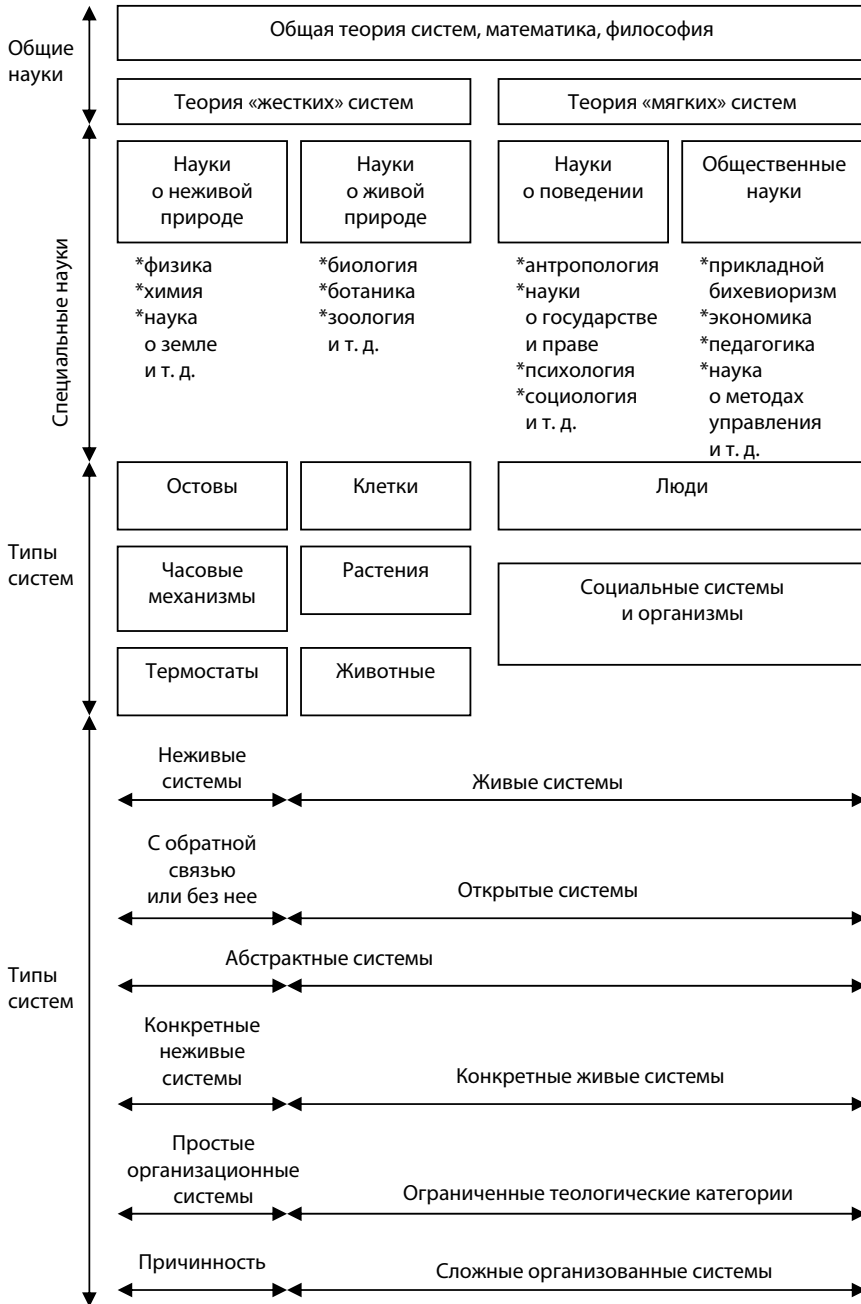 Общие
науки
Общая теория систем, математика, философия
Теория «жестких» систем
Теория «мягких» систем
Специальные науки
Науки
о неживой
природе
Науки
о живой
природе
Науки
о поведении
Общественные
науки
*физика
*химия
*наука
о земле
и т. д.
*биология
*ботаника
*зоология
и т. д.
*антропология
*науки
о государстве
и праве
*психология
*социология
и т. д.
*прикладной
бихевиоризм
*экономика
*педагогика
*наука
о методах
управления
и т. д.
Типы
систем
Остовы
Клетки
Люди
Часовые
механизмы
Растения
Социальные системы
и организмы
Термостаты
Животные
Типы
систем
Неживые
системы
Живые системы
С обратной
связью
или без нее
Открытые системы
Абстрактные системы
Конкретные
неживые
системы
Конкретные живые системы
Простые
организационные
системы
Ограниченные теологические категории
Причинность
Сложные организованные системы